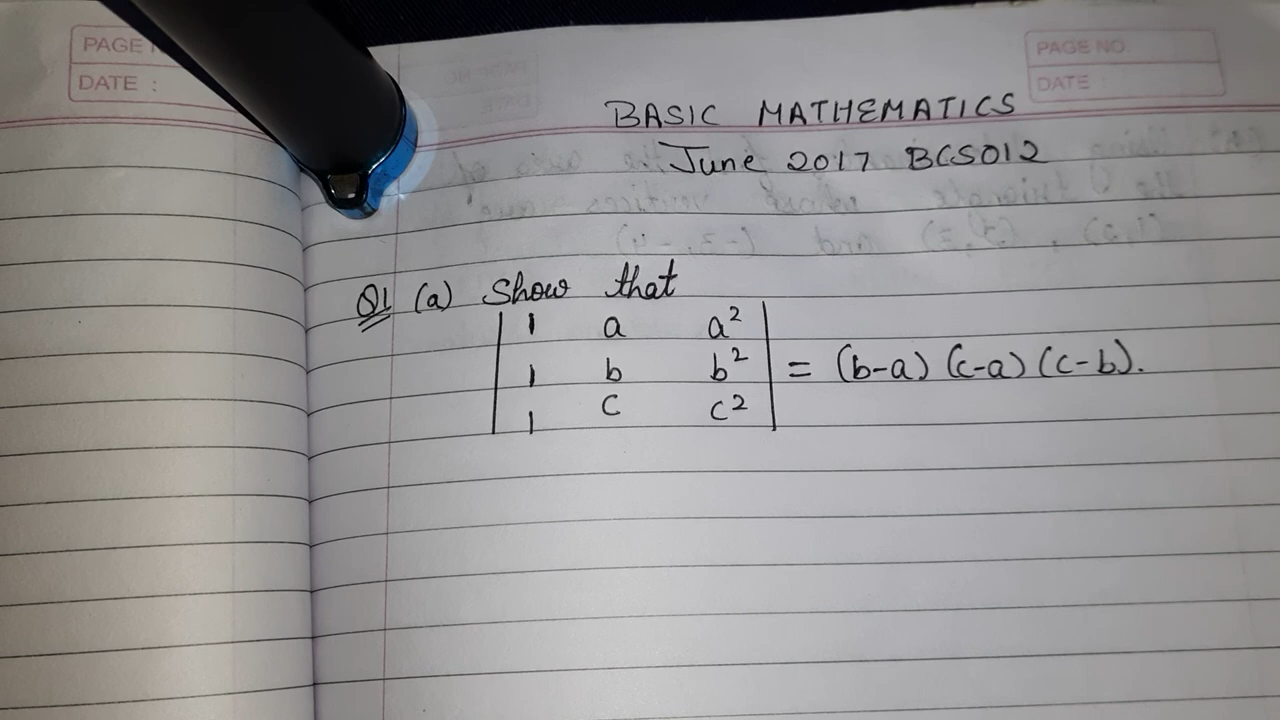 PAGE
DATE :
PAGE NO.
DATE
BASIC MATHEMATICS
June 2017 BCS012
Q1 (a) Show that
| 1 a a² |
| 1 b b² | = (b-a) (c-a) (c-b).
| 1 c c² |